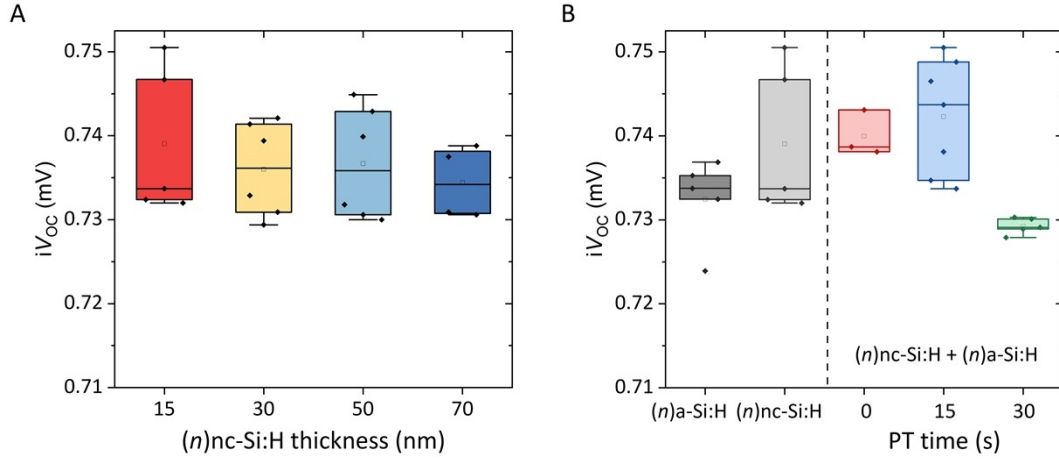 A
iVOC (mV)
0.75
0.74
0.73
0.72
0.71
15 30 50 70
(n)nc-Si:H thickness (nm)
B
iVOC (mV)
0.75
0.74
0.73
0.72
0.71
(n)nc-Si:H + (n)a-Si:H
(n)a-Si:H (n)nc-Si:H 0 15 30
PT time (s)